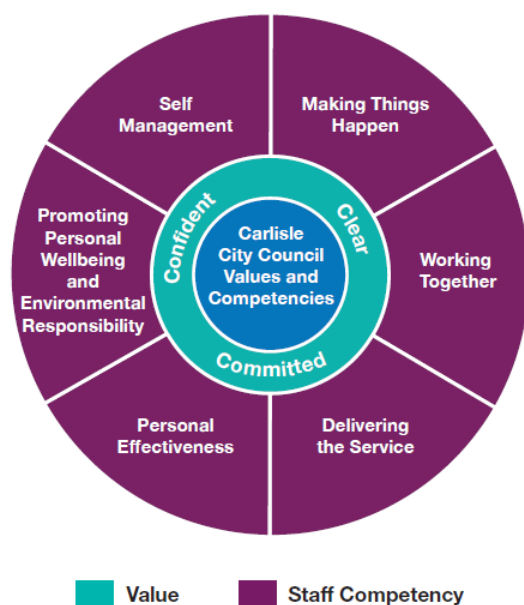 Self
Management
Making Things
Happen
Promoting
Personal
Wellbeing
and
Environmental
Responsibility
Confident
Clear
Carlisle
City Council
Values and
Competencies
Working
Together
Committed
Personal
Effectiveness
Delivering
the Service
Value
Staff Competency